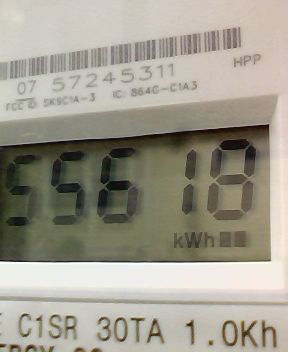 HPP
07 57245311
FCC ID: SK9C1A-3 IC: 864G-C1A3
55618
kWh
C1SR 30TA 1.0Kh